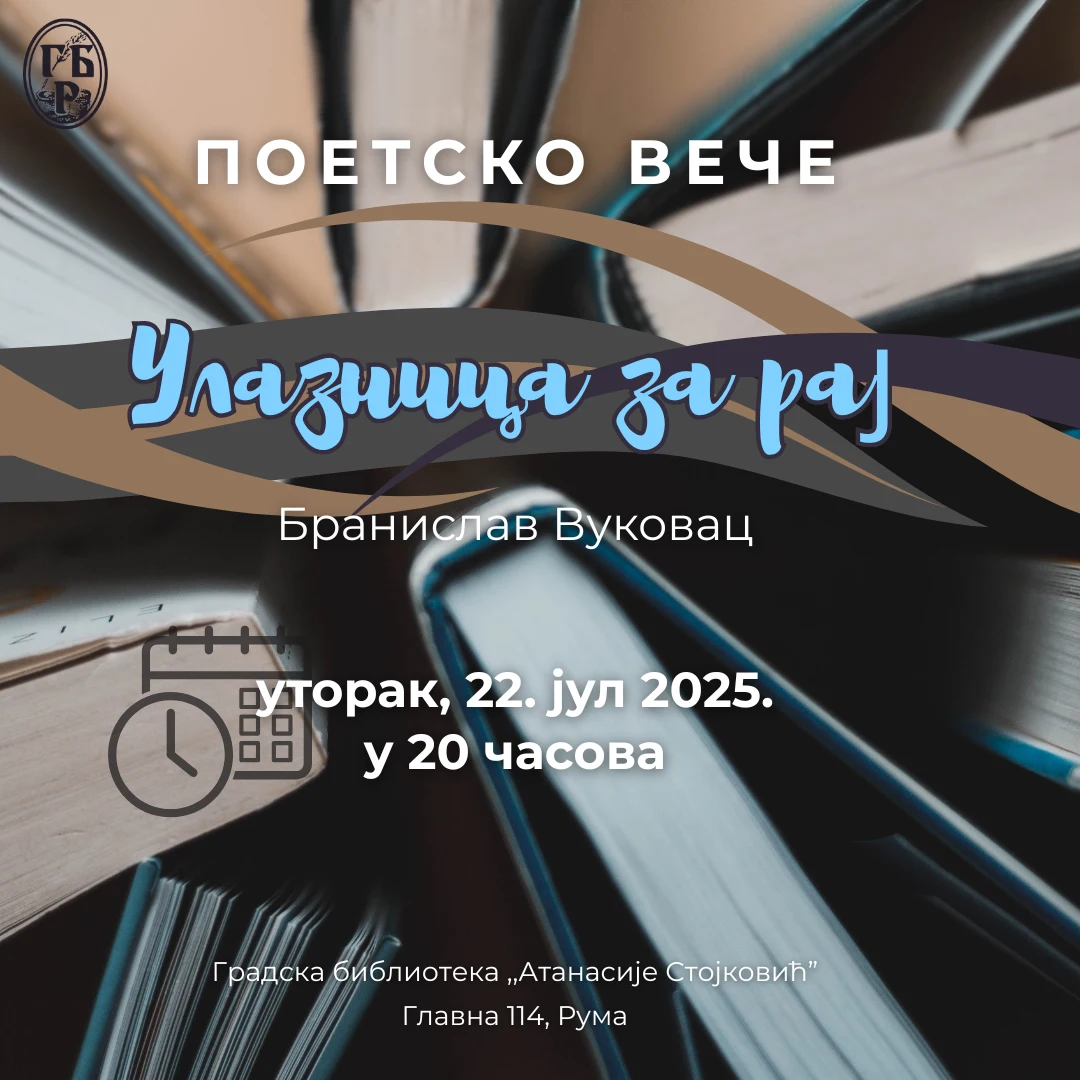 ГБ
Р
ПОЕТСКО ВЕЧЕ
Улазница за рај
Бранислав Вуковац
уторак, 22. јул 2025.
у 20 часова
Градска библиотека ,,Атанасије Стојковић”
Главна 114, Рума